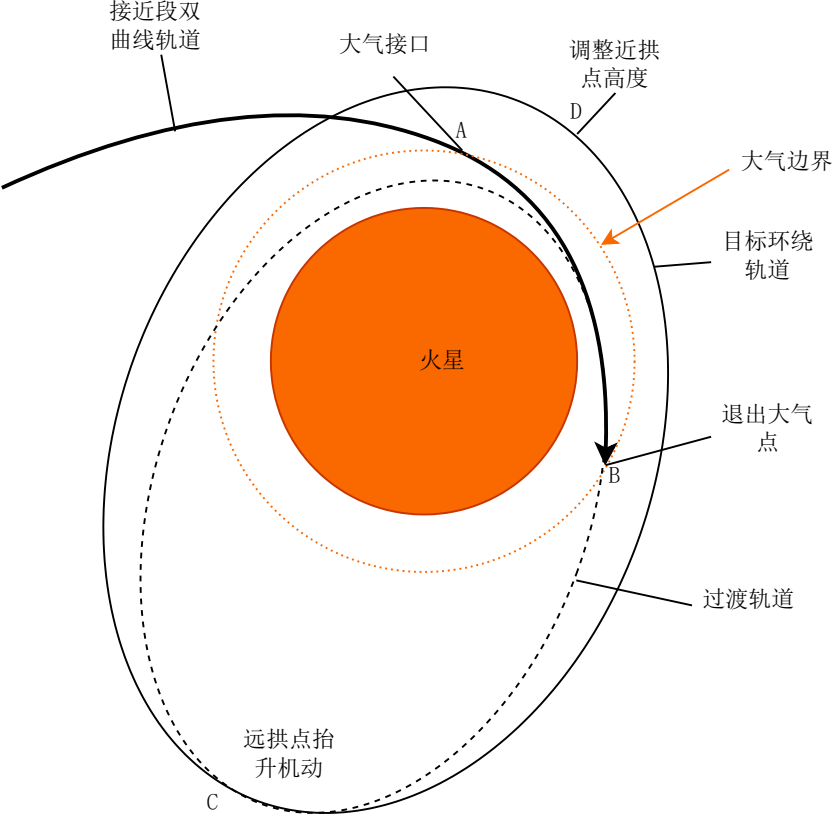 接近段双
曲线轨道
大气接口
调整近拱
点高度
D
A
大气边界
目标环绕
轨道
火星
退出大气
点
B
过渡轨道
远拱点抬
升机动
C